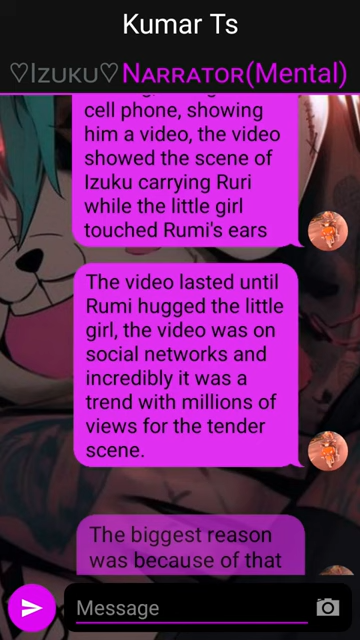 Kumar Ts
♡Izuku♡Narrator(Mental)
cell phone, showing
him a video, the video
showed the scene of
Izuku carrying Ruri
while the little girl
touched Rumi's ears
The video lasted until
Rumi hugged the little
girl, the video was on
social networks and
incredibly it was a
trend with millions of
views for the tender
scene.
The biggest reason
was because of that
Message